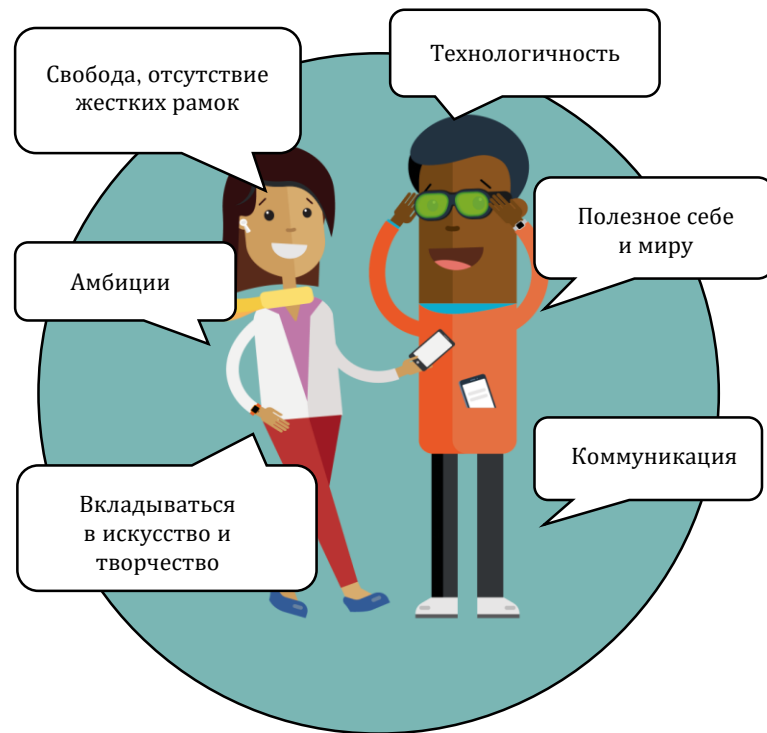 Свобода, отсутствие
жестких рамок
Технологичность
Амбиции
Полезное себе
и миру
Вкладываться
в искусство и
творчество
Коммуникация